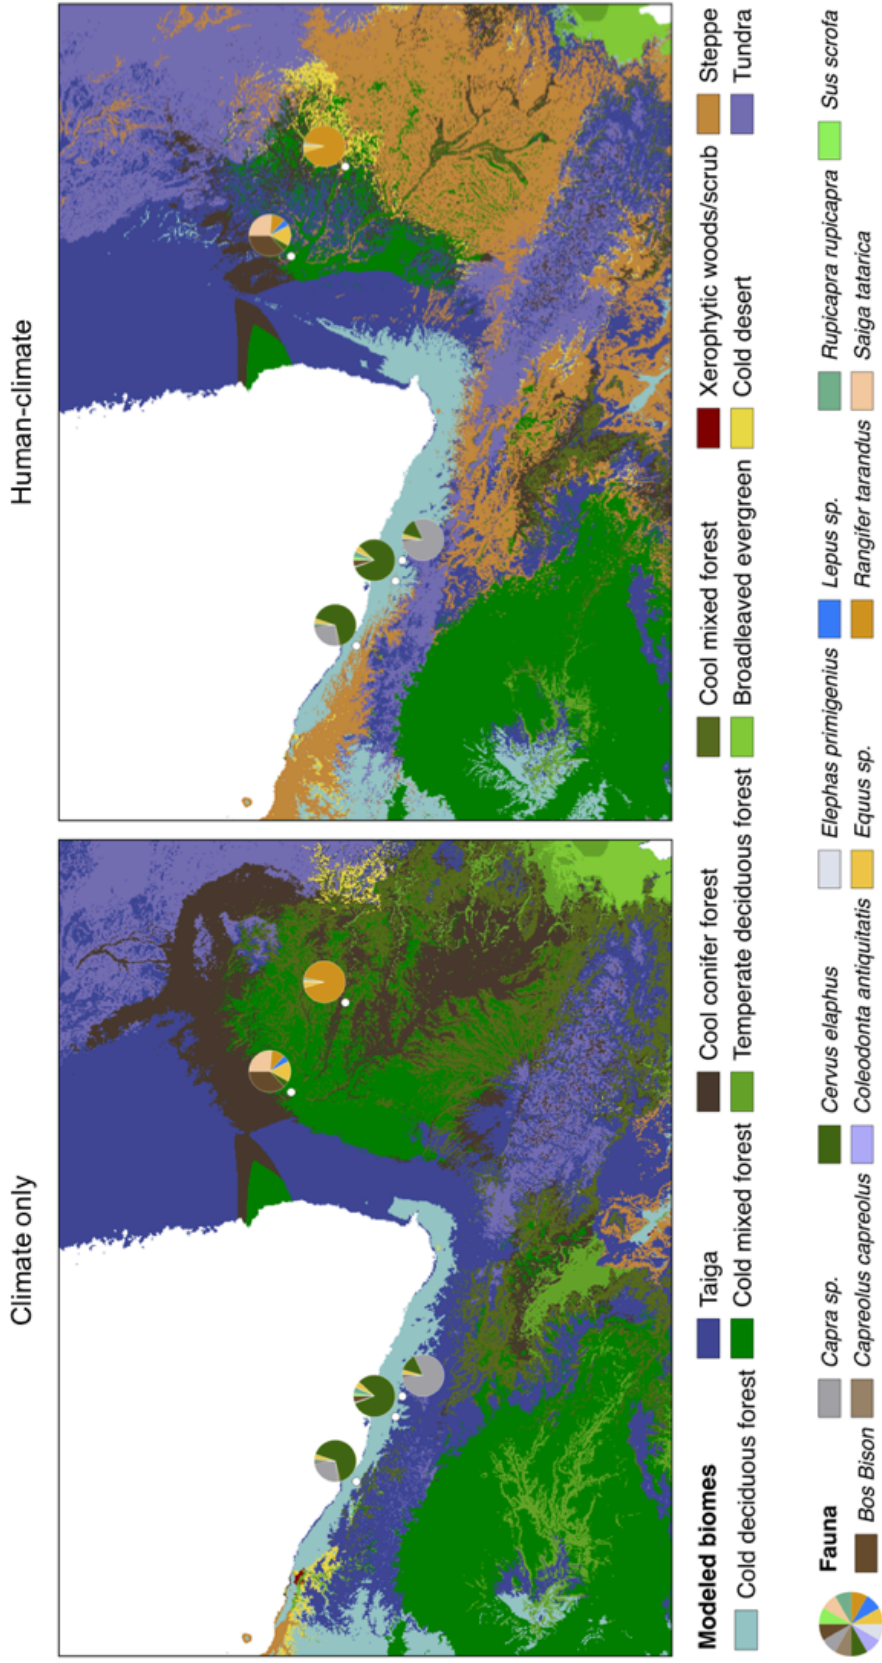 Climate only
Human-climate
Modeled biomes
Taiga
Cool conifer forest
Cool mixed forest
Xerophytic woods/scrub
Steppe
Cold deciduous forest
Cold mixed forest
Temperate deciduous forest
Broadleaved evergreen
Cold desert
Tundra
Fauna
Capra sp.
Cervus elaphus
Elephas primigenius
Lepus sp.
Rupicapra rupicapra
Sus scrofa
Bos Bison
Capreolus capreolus
Coleodonta antiquitatis
Equus sp.
Rangifer tarandus
Saiga tatarica